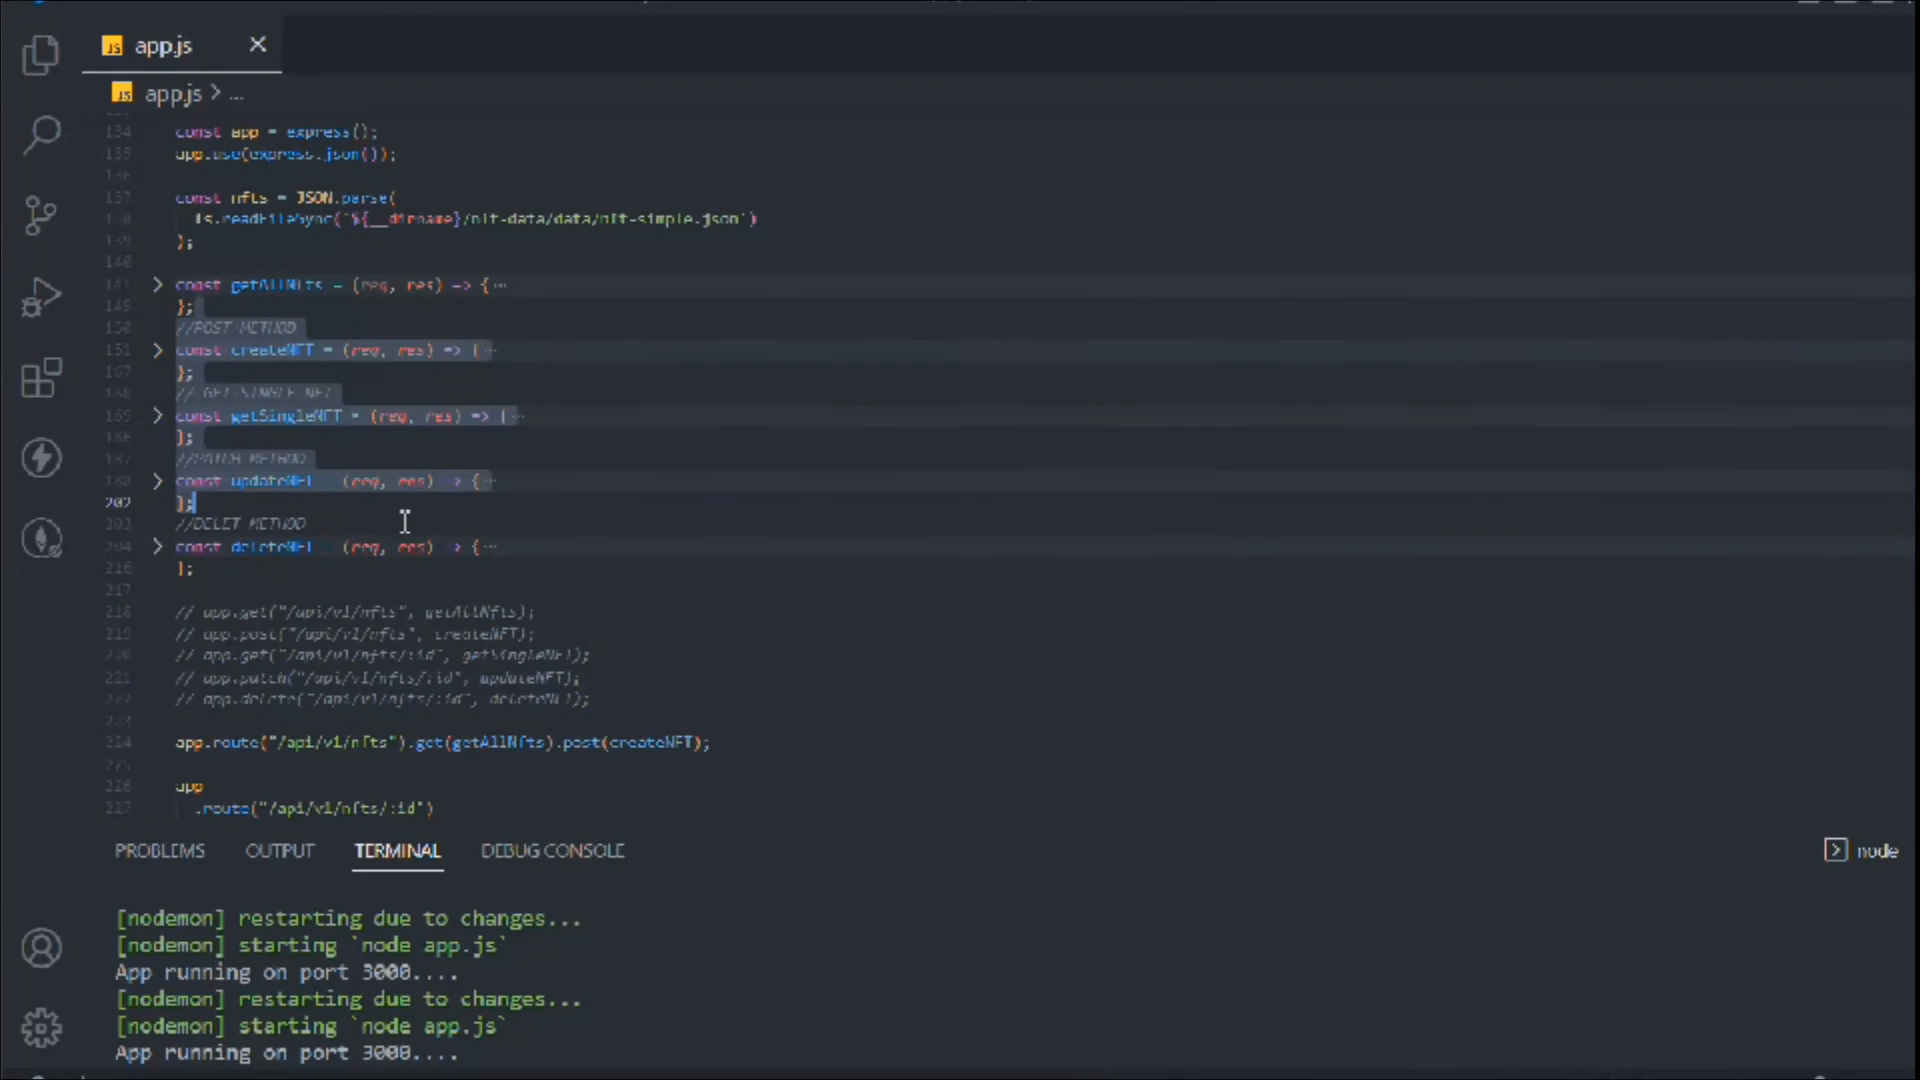 app.js
app.js > ...
134 const app = express();
135 app.use(express.json());
136
137 const nfts = JSON.parse(
138 fs.readFileSync(`${__dirname}/nft-data/data/nft-simple.json`)
139 );
140
141 const getAllNfts = (req, res) => {...
149 };
150 //POST METHOD
151 const createNFT = (req, res) => {...
167 };
168 // GET SINGLE NFT
169 const getSingleNFT = (req, res) => {...
186 };
187 //PATCH METHOD
188 const updateNFT = (req, res) => {...
202 };
203 //DELET METHOD
204 const deleteNFT = (req, res) => {...
216 };
217
218 // app.get("/api/v1/nfts", getAllNfts);
219 // app.post("/api/v1/nfts", createNFT);
220 // app.get("/api/v1/nfts/:id", getSingleNFT);
221 // app.patch("/api/v1/nfts/:id", updateNFT);
222 // app.delete("/api/v1/nfts/:id", deleteNFT);
223
224 app.route("/api/v1/nfts").get(getAllNfts).post(createNFT);
225
226 app
227 .route("/api/v1/nfts/:id")
PROBLEMS OUTPUT TERMINAL DEBUG CONSOLE node
[nodemon] restarting due to changes...
[nodemon] starting `node app.js`
App running on port 3000....
[nodemon] restarting due to changes...
[nodemon] starting `node app.js`
App running on port 3000....